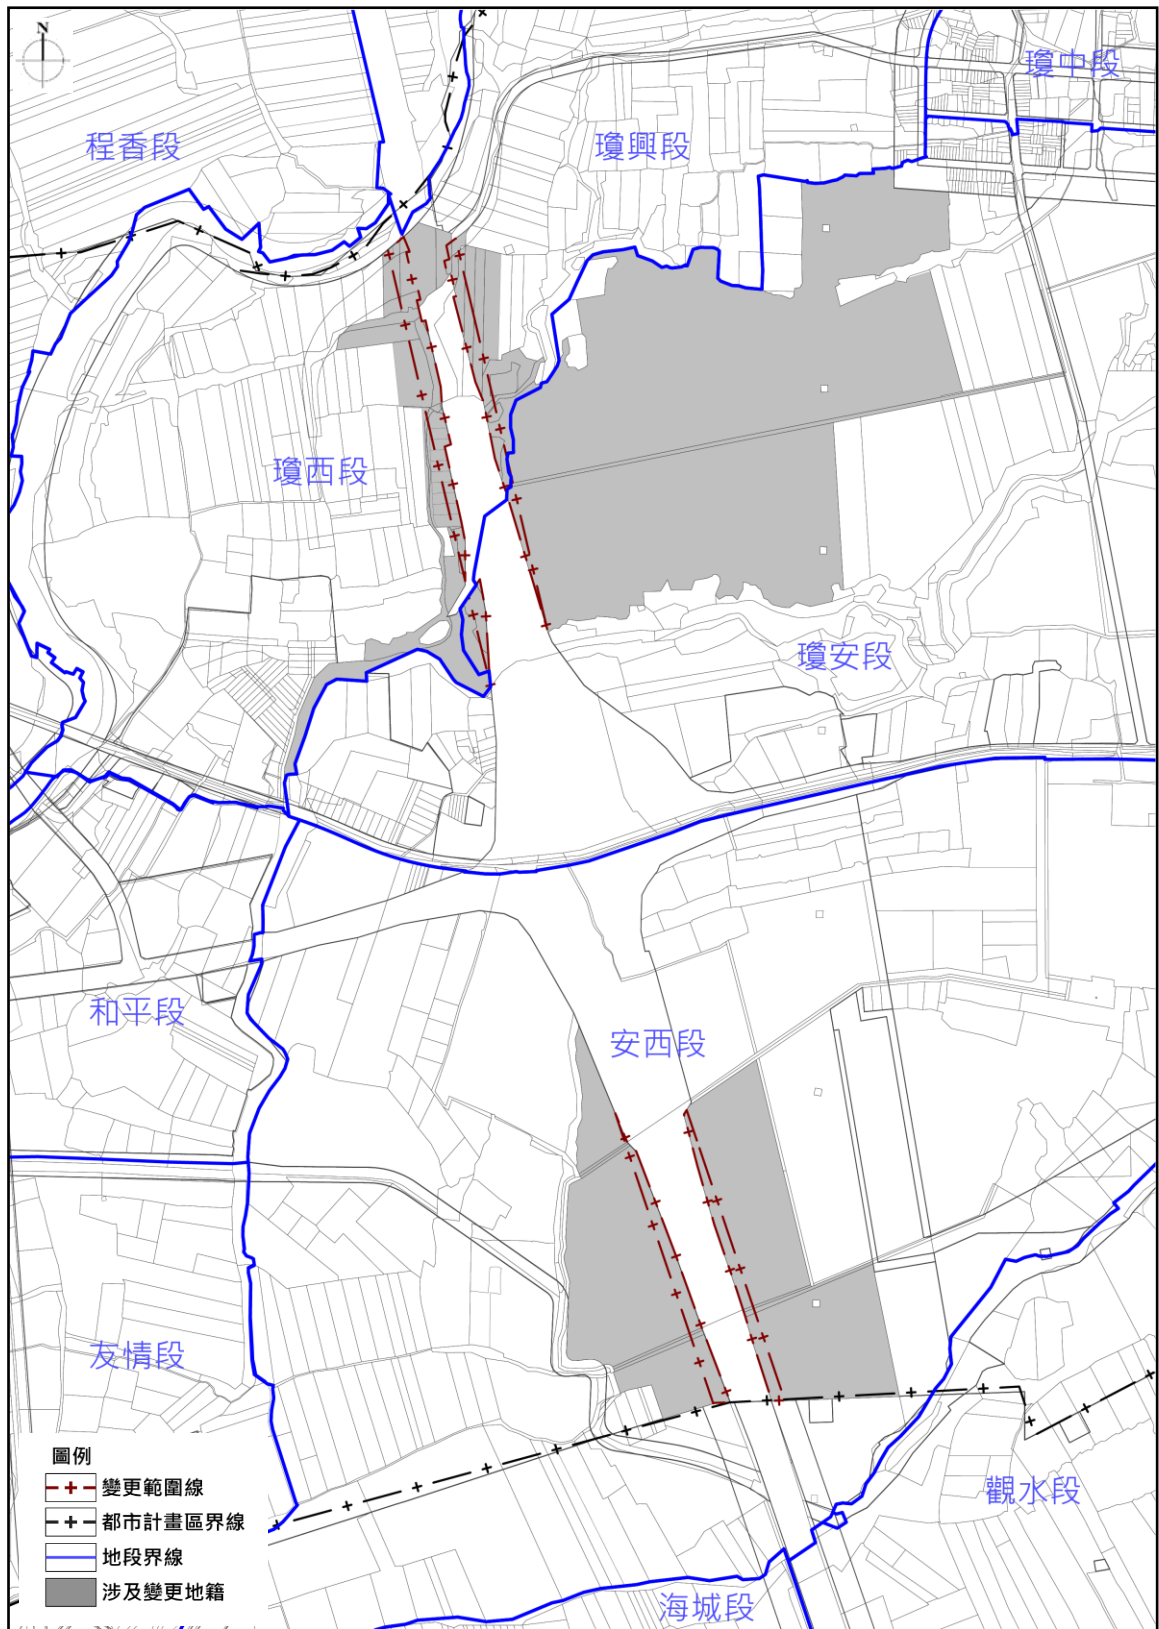 N
瓊中段
程香段
瓊興段
瓊西段
瓊安段
和平段
安西段
友情段
觀水段
海城段
圖例
變更範圍線
都市計畫區界線
地段界線
涉及變更地籍